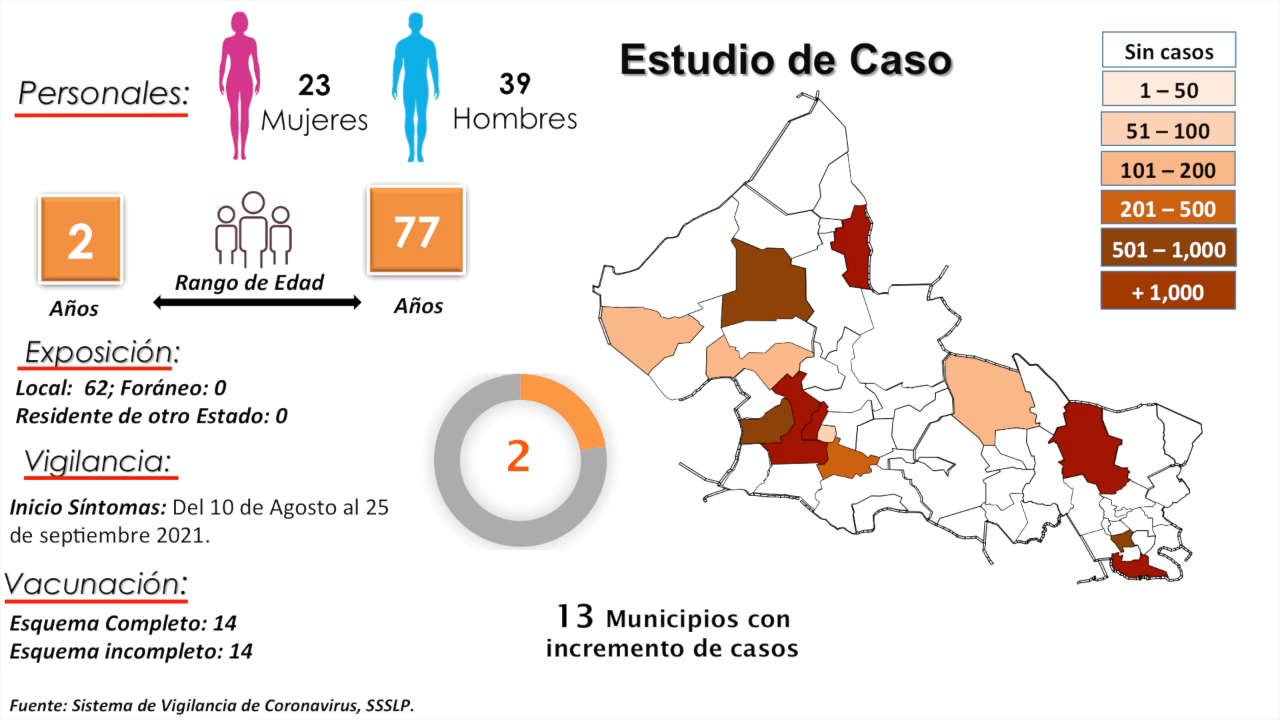 Estudio de Caso
Personales:
23
Mujeres
39
Hombres
2
Años
Rango de Edad
77
Años
Exposición:
Local:  62; Foráneo: 0
Residente de otro Estado: 0
Vigilancia:
Inicio Síntomas: Del 10 de Agosto al 25
de septiembre 2021.
Vacunación:
Esquema Completo: 14
Esquema incompleto: 14
2
13 Municipios con
incremento de casos
Sin casos
1 – 50
51 – 100
101 – 200
201 – 500
501 – 1,000
+ 1,000
Fuente: Sistema de Vigilancia de Coronavirus, SSSLP.